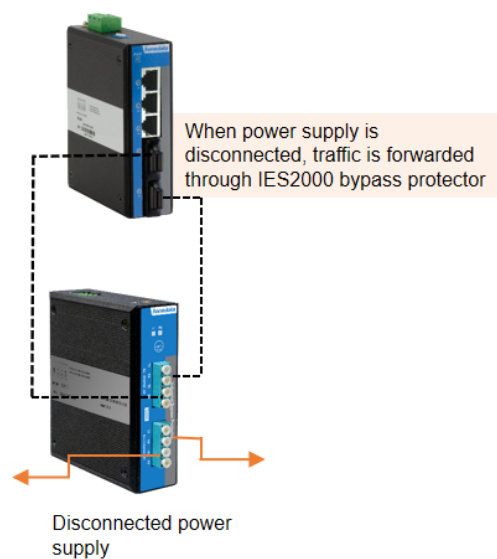 When power supply is
disconnected, traffic is forwarded
through IES2000 bypass protector
Disconnected power
supply